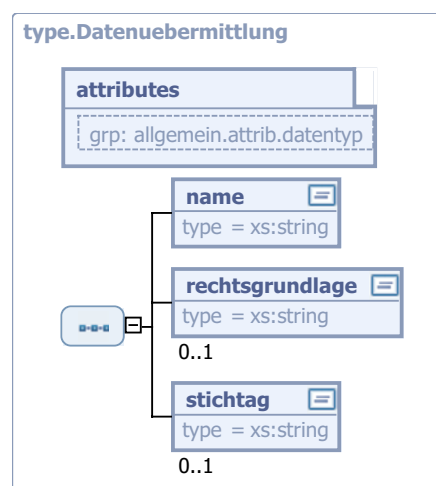 type.Datenuebermittlung
attributes
grp: allgemein.attrib.datentyp
name
type = xs:string
rechtsgrundlage
type = xs:string
0..1
stichtag
type = xs:string
0..1